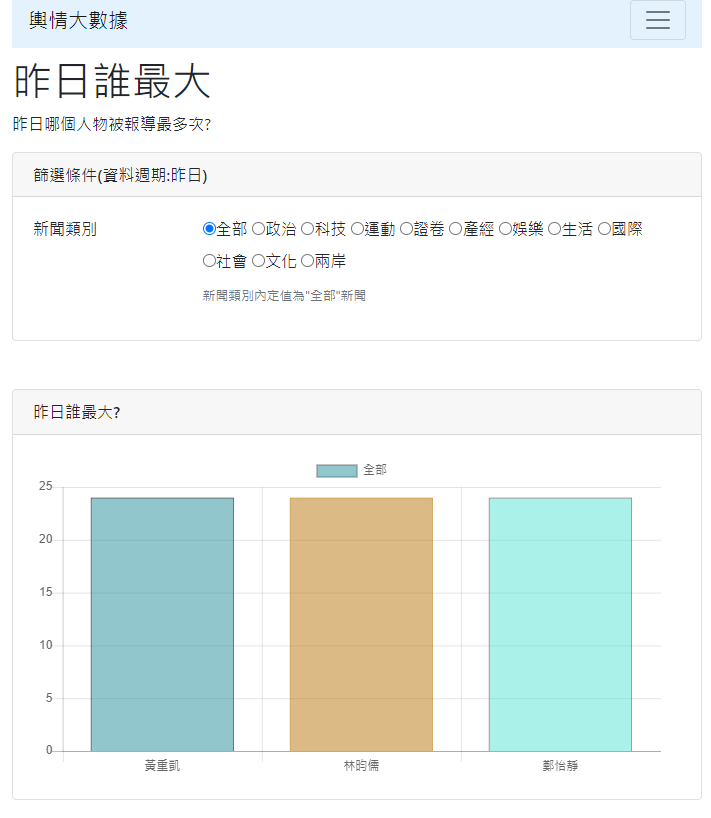 輿情大數據
昨日誰最大
昨日哪個人物被報導最多次?
篩選條件(資料週期:昨日)
新聞類別
全部 政治 科技 運動 證卷 產經 娛樂 生活 國際
社會 文化 兩岸
新聞類別內定值為"全部"新聞
昨日誰最大?
全部
25
20
15
10
5
0
黃重凱 林昀儒 鄭怡靜